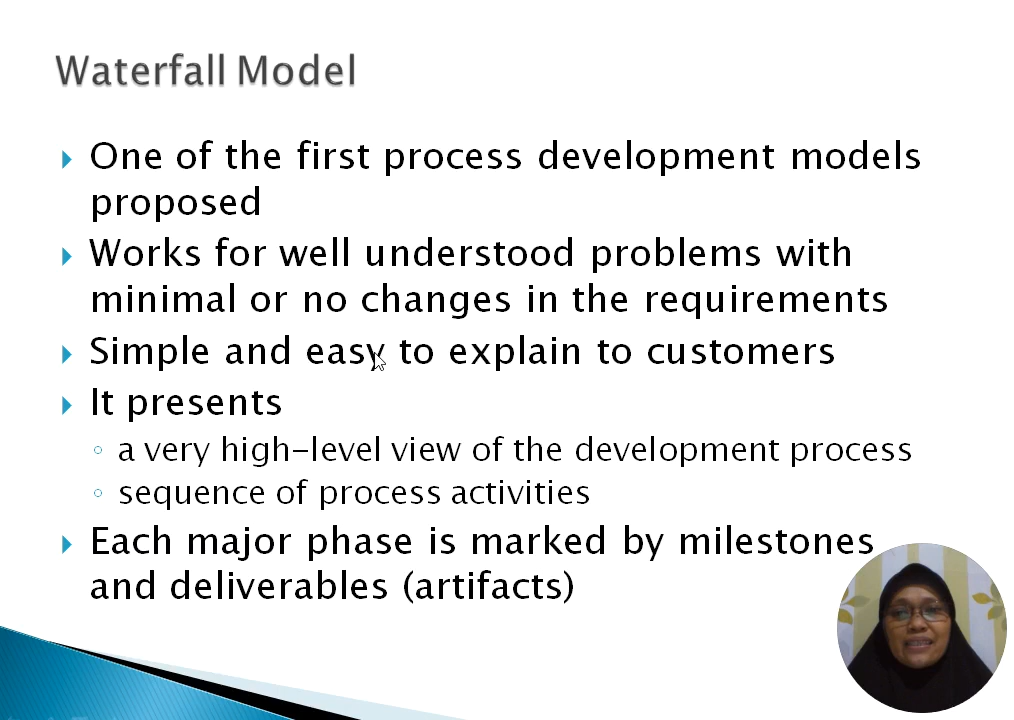 Waterfall Model
One of the first process development models
proposed
Works for well understood problems with
minimal or no changes in the requirements
Simple and easy to explain to customers
It presents
a very high-level view of the development process
sequence of process activities
Each major phase is marked by milestones
and deliverables (artifacts)